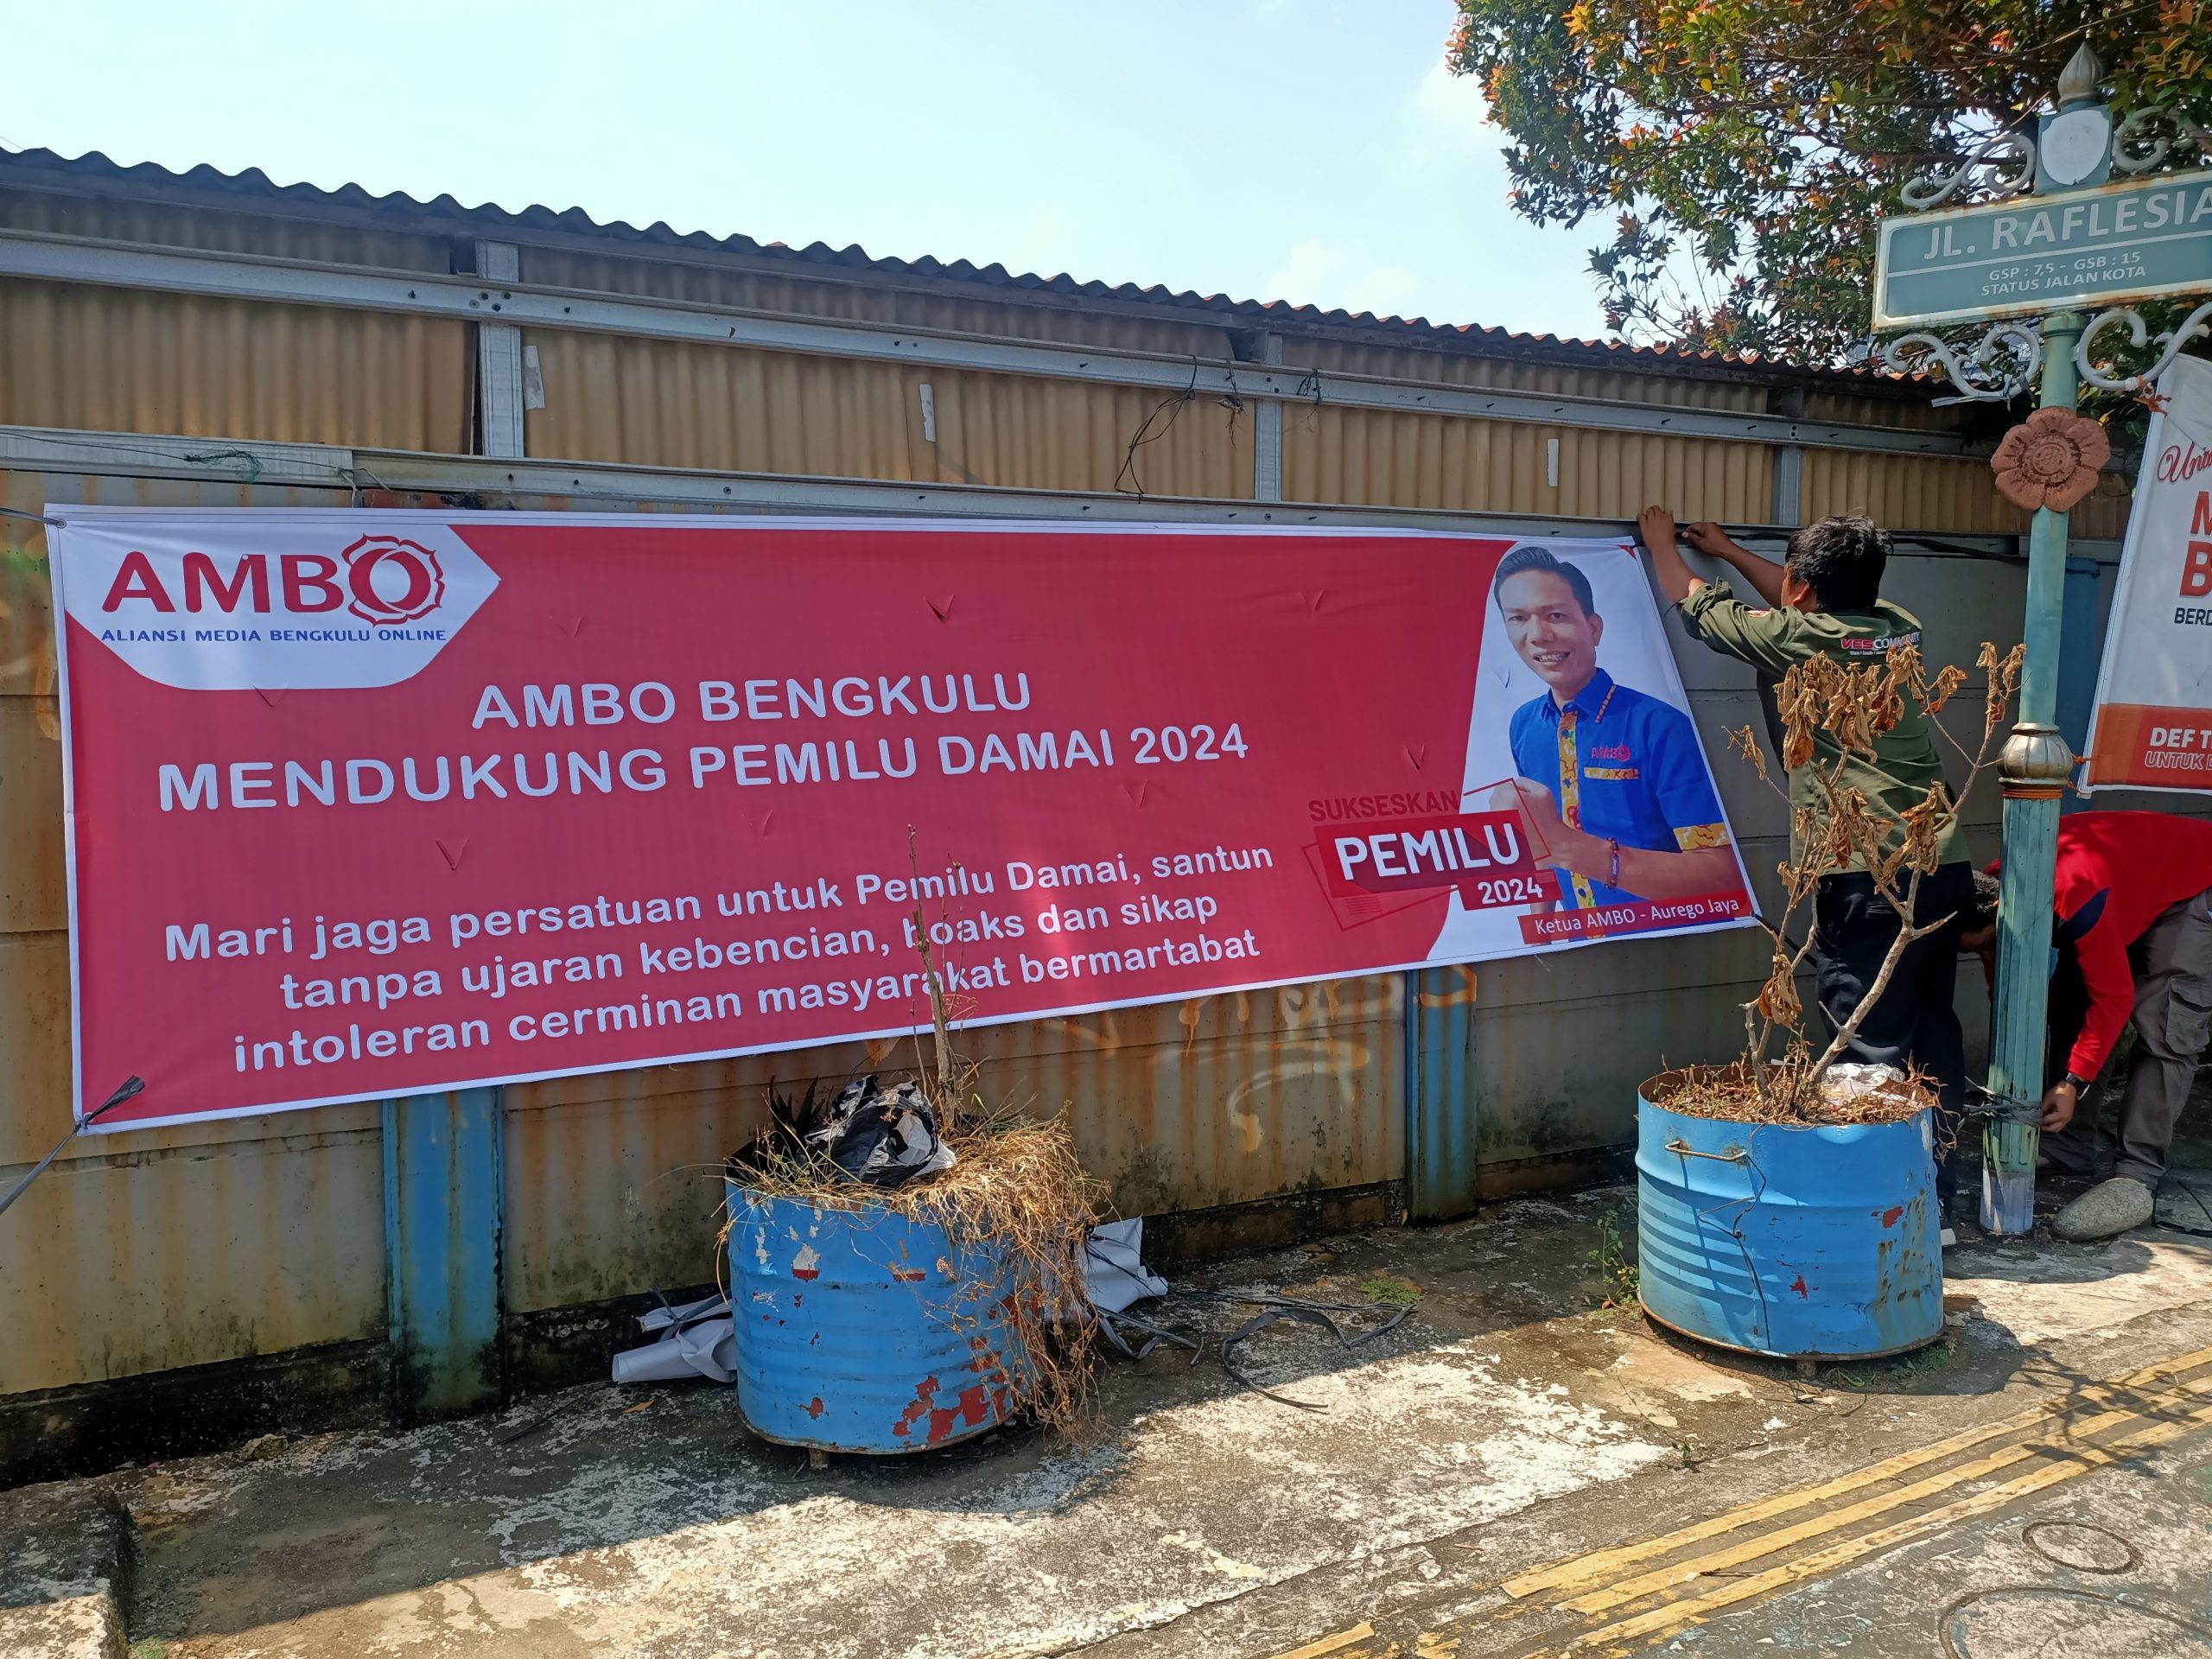 AMBO
ALIANSI MEDIA BENGKULU ONLINE
AMBO BENGKULU
MENDUKUNG PEMILU DAMAI 2024
Mari jaga persatuan untuk Pemilu Damai, santun
tanpa ujaran kebencian, hoaks dan sikap
intoleran cerminan masyarakat bermartabat
SUKSESKAN
PEMILU
2024
AMBO
Ketua AMBO - Aurego Jaya
JL. RAFLESIA
GSP : 7,5 - GSB : 15
STATUS JALAN KOTA
DEF
UNTUK